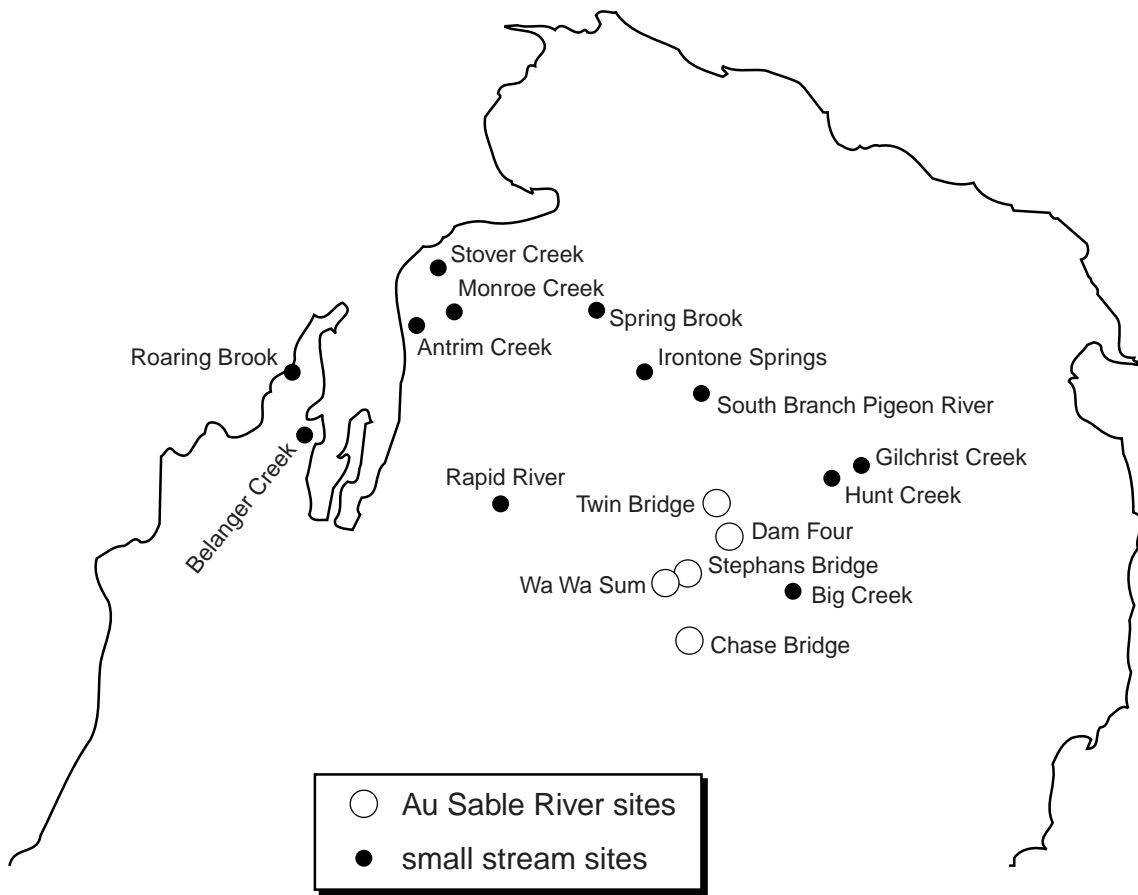 Stover Creek
Monroe Creek
Spring Brook
Antrim Creek
Roaring Brook
Irontone Springs
South Branch Pigeon River
Belanger Creek
Gilchrist Creek
Rapid River
Hunt Creek
Twin Bridge
Dam Four
Stephans Bridge
Wa Wa Sum
Big Creek
Chase Bridge
Au Sable River sites
small stream sites